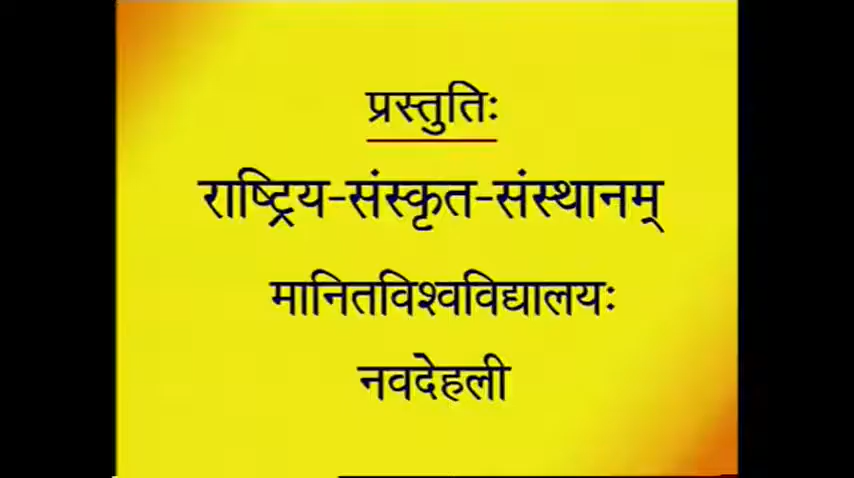 प्रस्तुतिः
राष्ट्रिय-संस्कृत-संस्थानम्
मानितविश्वविद्यालयः
नवदेहली